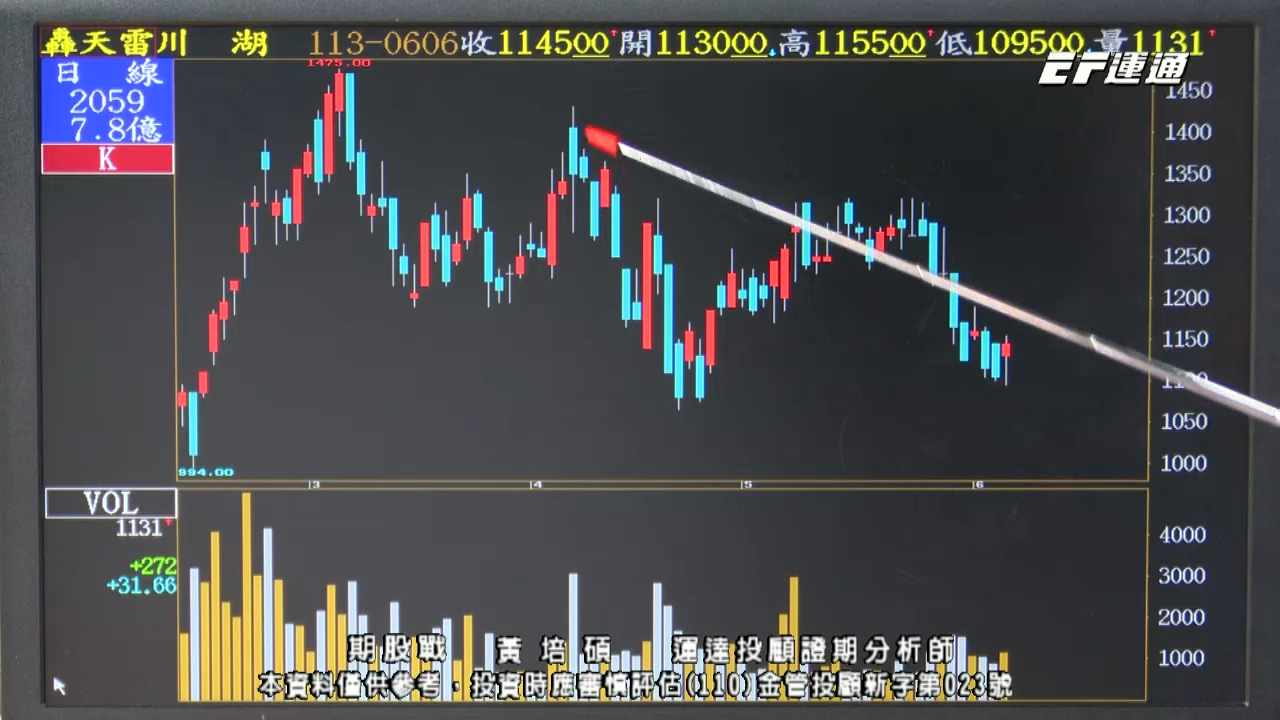 轟天雷川 湖 113-0606收114500開113000高115500低109500量1131
EF運通
日 線
2059
7.8億
K
1475.00
994.00
1450
1400
1350
1300
1250
1200
1150
1100
1050
1000
3 4 5 6
VOL
1131
+272
+31.66
4000
3000
2000
1000
期股戰 黃培碩 運達投顧證期分析師
本資料僅供參考，投資時應審慎評估(110)金管投顧新字第023號